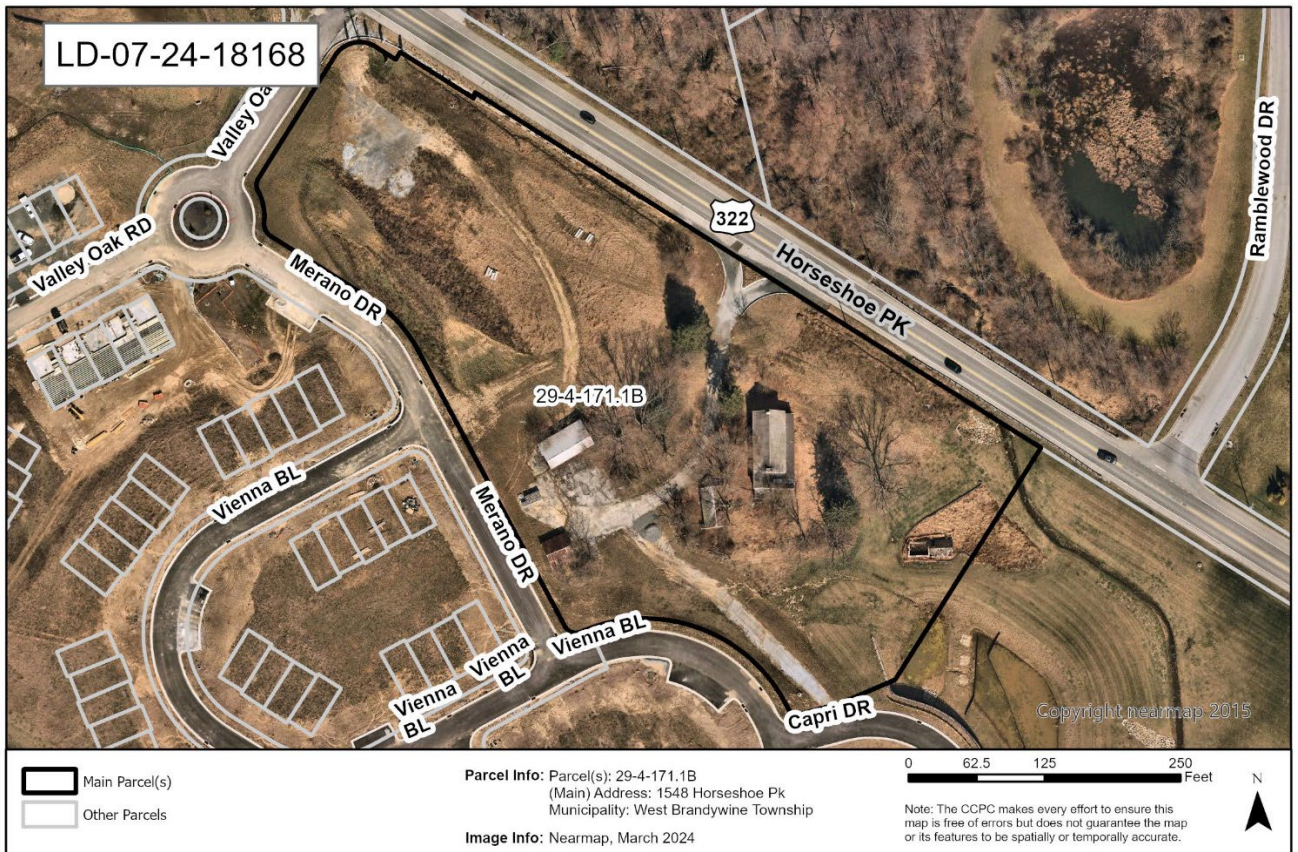 LD-07-24-18168
Valley Oa
Valley Oak RD
Merano DR
322
Horseshoe PK
Ramblewood DR
29-4-171.1B
Vienna BL
Merano DR
Vienna BL
Vienna
BL
Vienna
BL
Capri DR
Copyright nearmap 2015
Main Parcel(s)
Other Parcels
Parcel Info: Parcel(s): 29-4-171.1B
(Main) Address: 1548 Horseshoe Pk
Municipality: West Brandywine Township
Image Info: Nearmap, March 2024
0 62.5 125 250
Feet
Note: The CCPC makes every effort to ensure this
map is free of errors but does not guarantee the map
or its features to be spatially or temporally accurate.
N